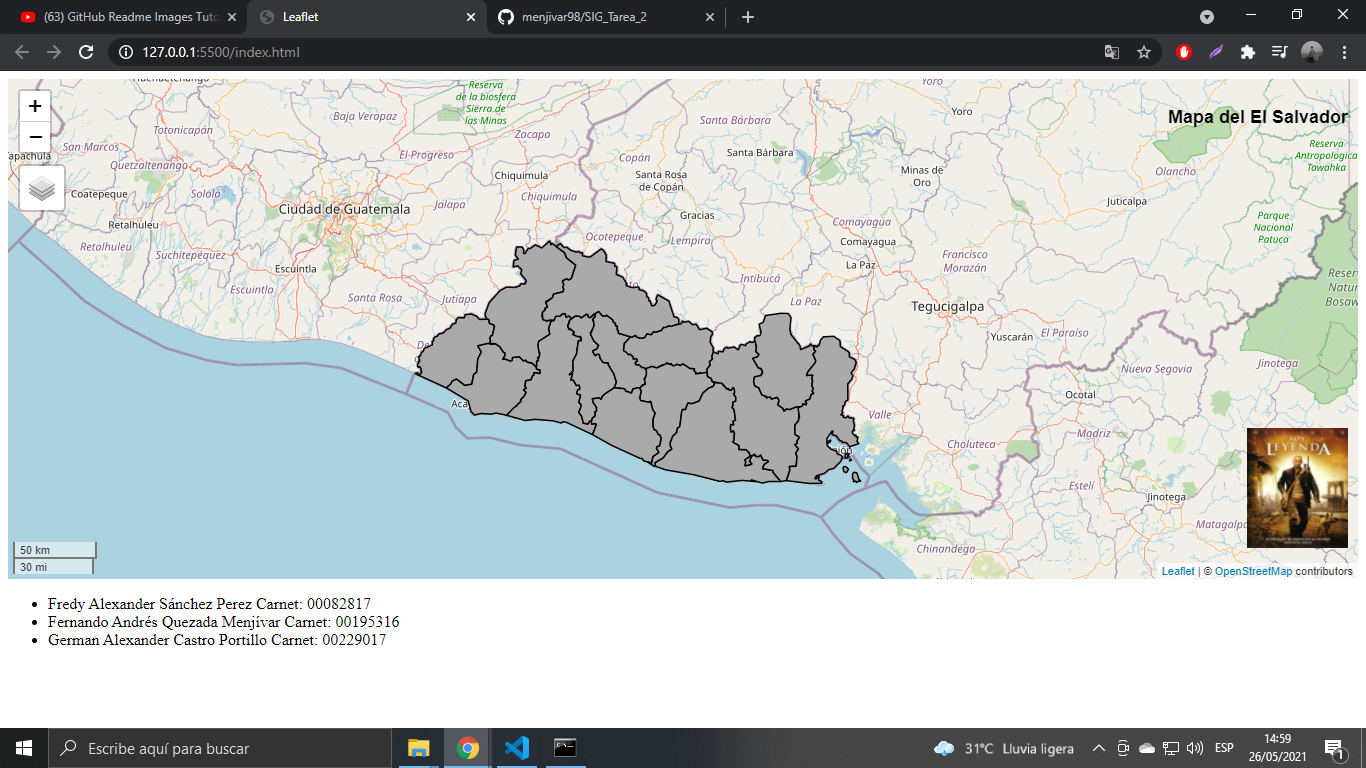 (63) GitHub Readme Images Tuto
Leaflet
menjivar98/SIG_Tarea_2
127.0.0.1:5500/index.html
+
−
Mapa del El Salvador
Huehuetenango
Totonicapán
Baja Verapaz
Reserva
de la biosfera
Sierra de
las Minas
Zacapa
San Marcos
Quetzaltenango
El Progreso
Tapachula
Coatepeque
Sololá
Retalhuleu
Retalhuleu
Suchitepéquez
Ciudad de Guatemala
Jalapa
Chiquimula
Chiquimula
Escuintla
Escuintla
Santa Rosa
Jutiapa
Copán
Santa Rosa
de Copán
Gracias
Ocotepeque
Lempira
Santa Bárbara
Santa Bárbara
Yoro
Yoro
Minas de
Oro
Comayagua
Comayagua
La Paz
La Paz
Intibucá
Francisco
Morazán
Tegucigalpa
Yuscarán
El Paraíso
Juticalpa
Olancho
Reserva
Antropologica
Tawahka
Parque
Nacional
Patuca
Reserva
Natur
Bosaw
Jinotega
Nueva Segovia
Ocotal
Madriz
Estelí
Jinotega
Matagalpa
Valle
Choluteca
Chinandega
Aca
ión
SOY
LEYENDA
50 km
30 mi
Leaflet | © OpenStreetMap contributors
• Fredy Alexander Sánchez Perez Carnet: 00082817
• Fernando Andrés Quezada Menjívar Carnet: 00195316
• German Alexander Castro Portillo Carnet: 00229017
Escribe aquí para buscar
31°C Lluvia ligera
ESP
14:59
26/05/2021
1